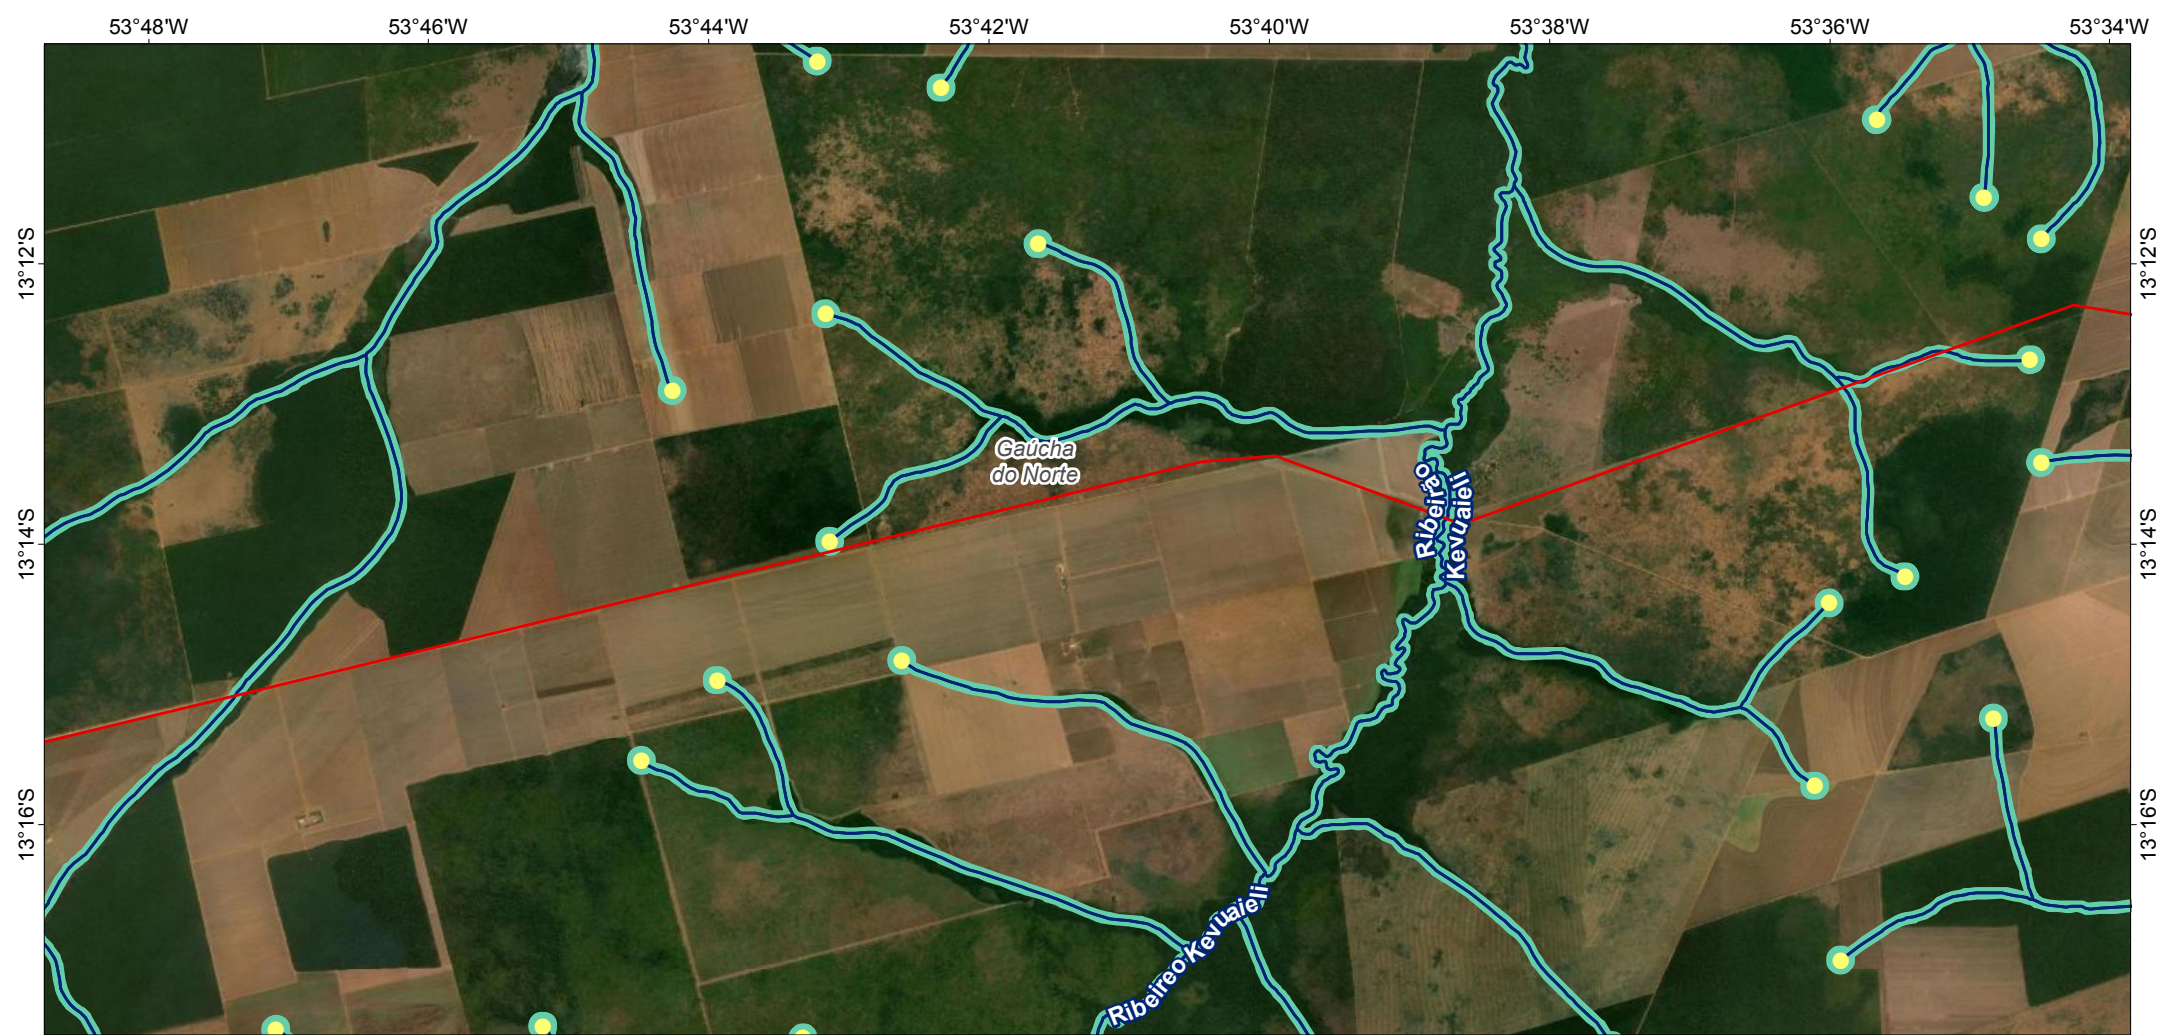 53°48'W 53°46'W 53°44'W 53°42'W 53°40'W 53°38'W 53°36'W 53°34'W
13°12'S 13°12'S
Gaúcha
do Norte
Ribeirão
Kevuaieli
13°14'S 13°14'S
13°16'S 13°16'S
Ribeireo Kevuaieli